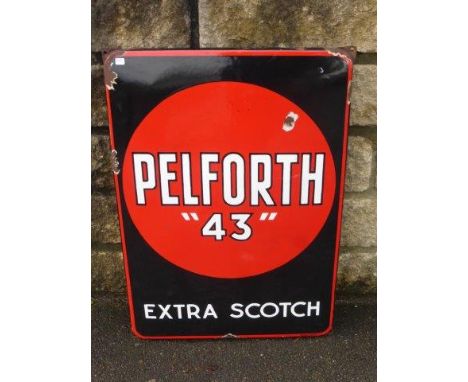 PELFORTH
"43"
EXTRA SCOTCH